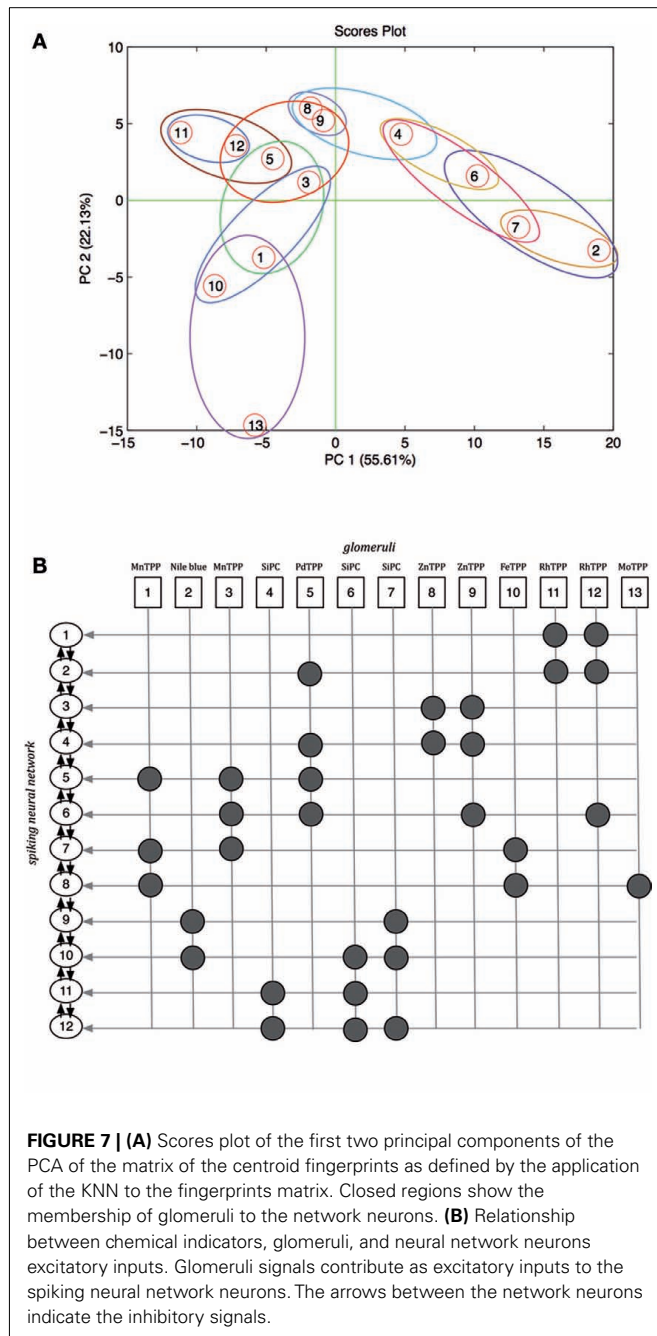 A
Scores Plot
10
5
0
−5
−10
−15
PC 2 (22.13%)
11
12
5
8
9
3
4
6
7
2
1
10
13
−15
−10
−5
0
5
10
15
20
PC 1 (55.61%)
B
glomeruli
MnTPP
Nile blue
MnTPP
SiPC
PdTPP
SiPC
SiPC
ZnTPP
ZnTPP
FeTPP
RhTPP
RhTPP
MoTPP
1
2
3
4
5
6
7
8
9
10
11
12
13
spiking neural network
1
2
3
4
5
6
7
8
9
10
11
12
FIGURE 7 | (A) Scores plot of the first two principal components of the
PCA of the matrix of the centroid fingerprints as defined by the application
of the KNN to the fingerprints matrix. Closed regions show the
membership of glomeruli to the network neurons. (B) Relationship
between chemical indicators, glomeruli, and neural network neurons
excitatory inputs. Glomeruli signals contribute as excitatory inputs to the
spiking neural network neurons. The arrows between the network neurons
indicate the inhibitory signals.